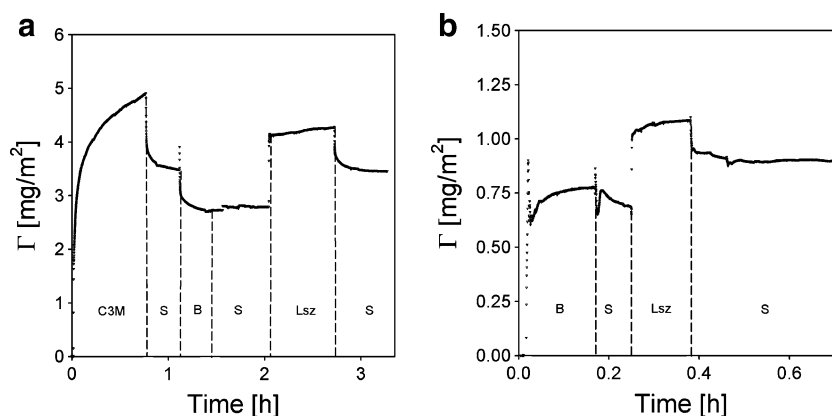 a
6
5
4
3
2
1
0
Γ [mg/m²]
C3M S B S Lsz S
0 1 2 3
Time [h]
b
1.50
1.25
1.00
0.75
0.50
0.25
0.00
Γ [mg/m²]
B S Lsz S
0.0 0.2 0.4 0.6
Time [h]